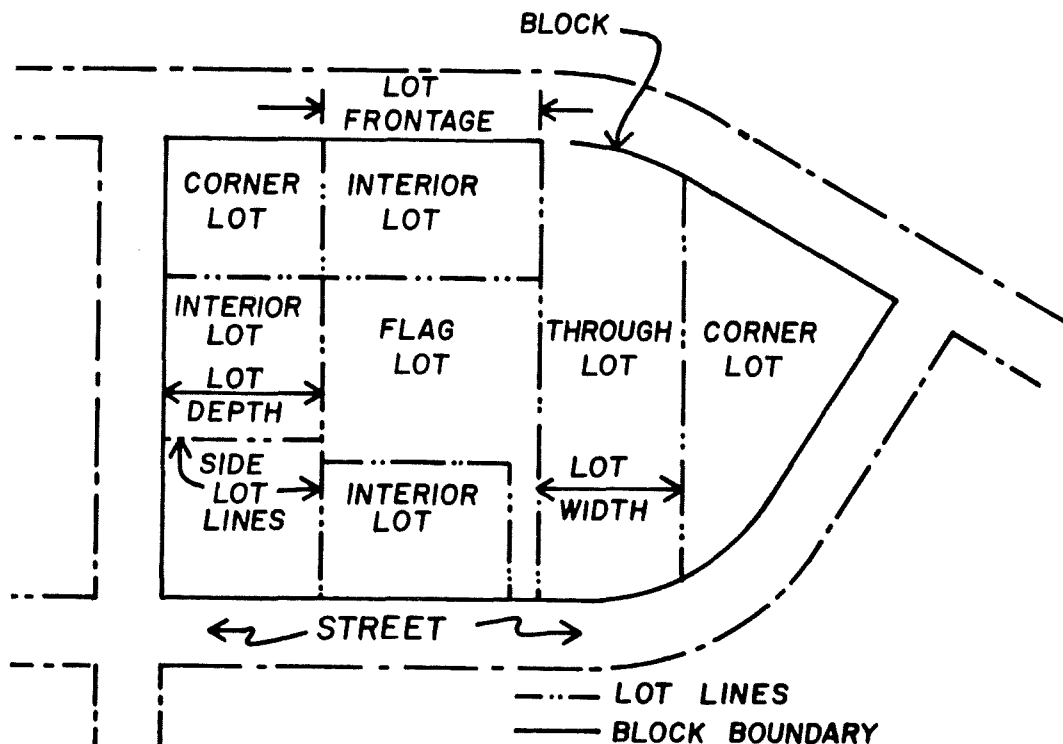 BLOCK
LOT
FRONTAGE
CORNER
LOT
INTERIOR
LOT
INTERIOR
LOT
FLAG
LOT
THROUGH
LOT
CORNER
LOT
LOT
DEPTH
SIDE
LOT
LINES
INTERIOR
LOT
LOT
WIDTH
STREET
LOT LINES
BLOCK BOUNDARY